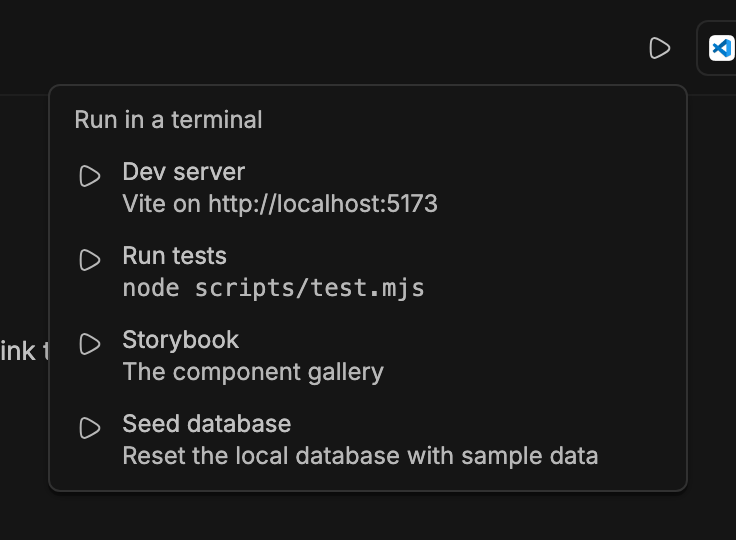 Run in a terminal
Dev server
Vite on http://localhost:5173
Run tests
node scripts/test.mjs
Storybook
ink t
The component gallery
Seed database
Reset the local database with sample data